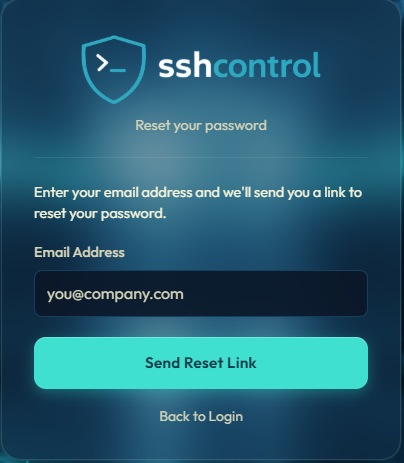 sshcontrol
Reset your password
Enter your email address and we'll send you a link to
reset your password.
Email Address
you@company.com
Send Reset Link
Back to Login